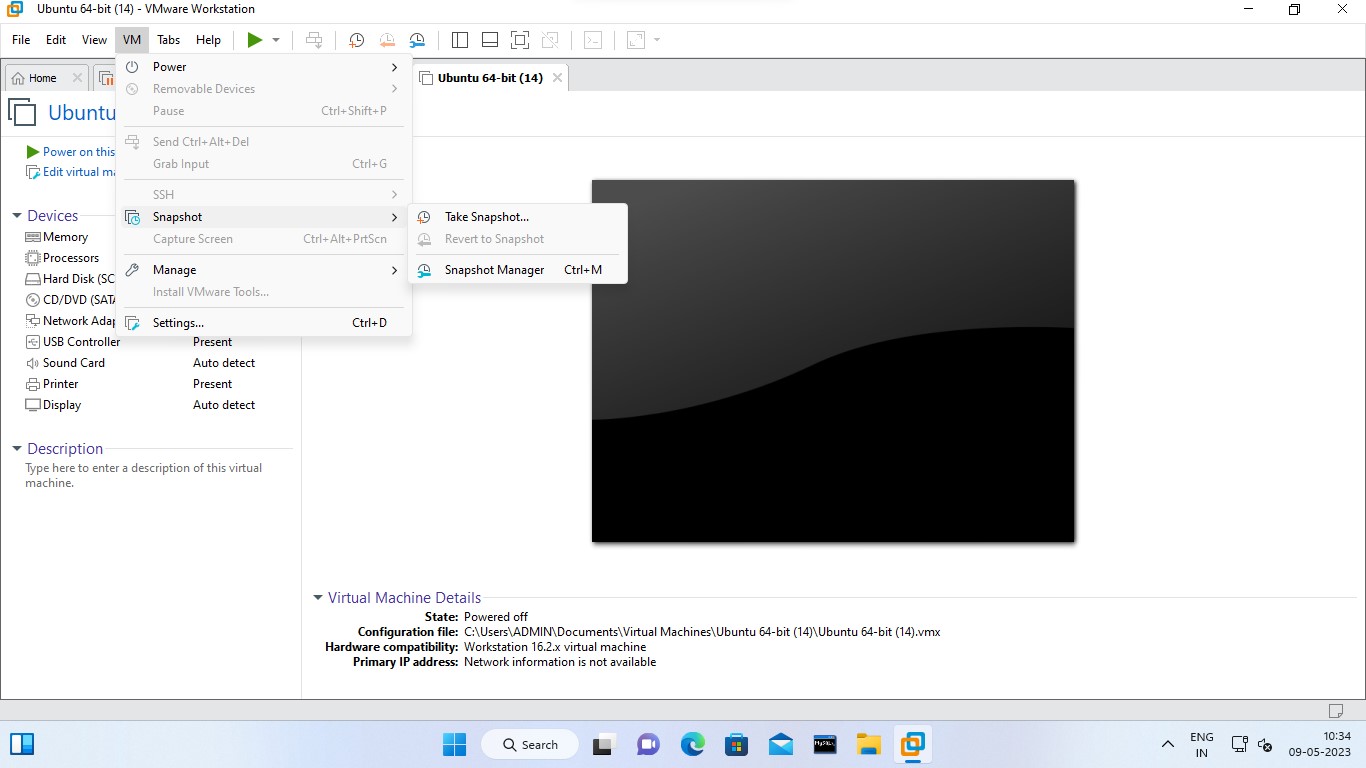 Ubuntu 64-bit (14) - VMware Workstation
File Edit View VM Tabs Help
Home
Ubuntu 64-bit (14)
Ubuntu
Power on this
Edit virtual ma
Power
Removable Devices
Pause Ctrl+Shift+P
Send Ctrl+Alt+Del
Grab Input Ctrl+G
SSH
Snapshot
Capture Screen Ctrl+Alt+PrtScn
Manage
Install VMware Tools...
Settings... Ctrl+D
Take Snapshot...
Revert to Snapshot
Snapshot Manager Ctrl+M
Devices
Memory
Processors
Hard Disk (SC
CD/DVD (SATA
Network Adap
USB Controller Present
Sound Card Auto detect
Printer Present
Display Auto detect
Description
Type here to enter a description of this virtual
machine.
Virtual Machine Details
State: Powered off
Configuration file: C:\Users\ADMIN\Documents\Virtual Machines\Ubuntu 64-bit (14)\Ubuntu 64-bit (14).vmx
Hardware compatibility: Workstation 16.2.x virtual machine
Primary IP address: Network information is not available
Search
MySQL
ENG
IN
10:34
09-05-2023